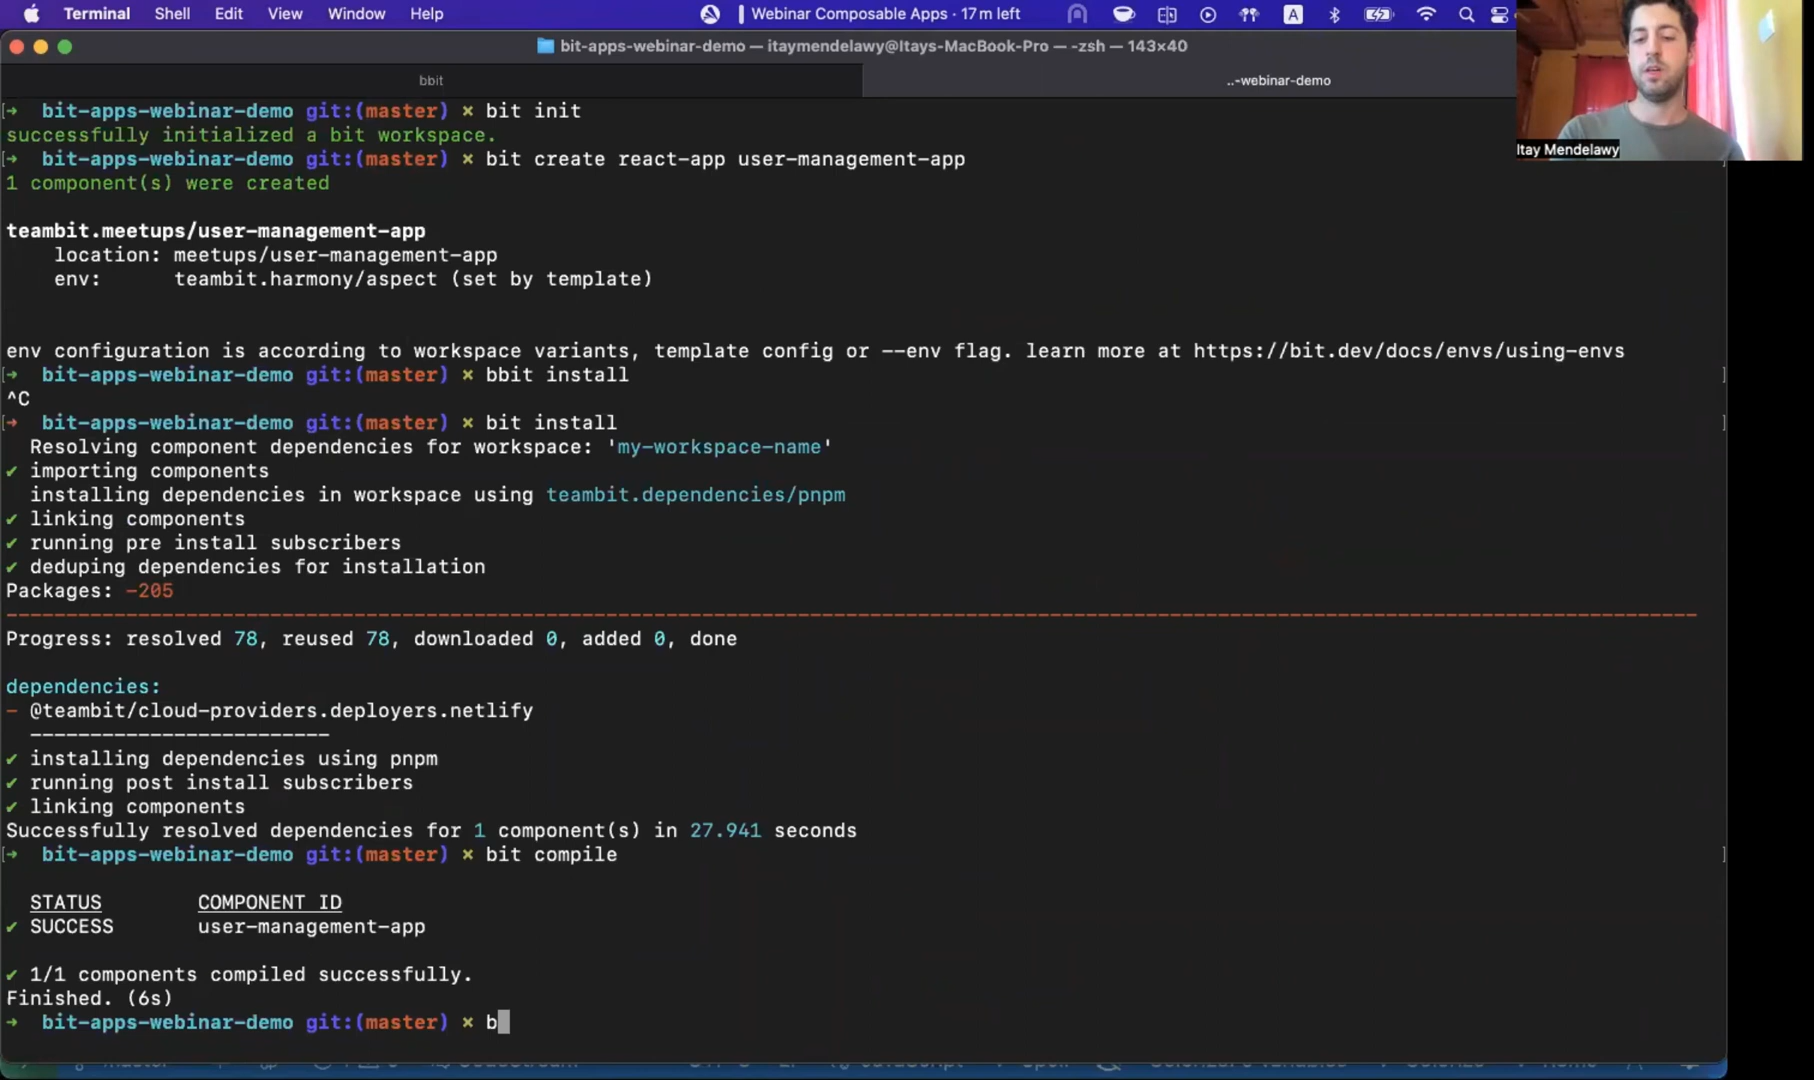 Terminal Shell Edit View Window Help Webinar Composable Apps · 17 m left A
bit-apps-webinar-demo — itaymendelawy@Itays-MacBook-Pro — -zsh — 143×40
bbit ..-webinar-demo
Itay Mendelawy
[➜ bit-apps-webinar-demo git:(master) × bit init
successfully initialized a bit workspace.
[➜ bit-apps-webinar-demo git:(master) × bit create react-app user-management-app ]
1 component(s) were created
teambit.meetups/user-management-app
location: meetups/user-management-app
env: teambit.harmony/aspect (set by template)
env configuration is according to workspace variants, template config or --env flag. learn more at https://bit.dev/docs/envs/using-envs
[➜ bit-apps-webinar-demo git:(master) × bbit install ]
^C
[➜ bit-apps-webinar-demo git:(master) × bit install ]
Resolving component dependencies for workspace: 'my-workspace-name'
✔ importing components
installing dependencies in workspace using teambit.dependencies/pnpm
✔ linking components
✔ running pre install subscribers
✔ deduping dependencies for installation
Packages: -205
Progress: resolved 78, reused 78, downloaded 0, added 0, done
dependencies:
- @teambit/cloud-providers.deployers.netlify
✔ installing dependencies using pnpm
✔ running post install subscribers
✔ linking components
Successfully resolved dependencies for 1 component(s) in 27.941 seconds
[➜ bit-apps-webinar-demo git:(master) × bit compile ]
STATUS COMPONENT ID
✔ SUCCESS user-management-app
✔ 1/1 components compiled successfully.
Finished. (6s)
➜ bit-apps-webinar-demo git:(master) × b